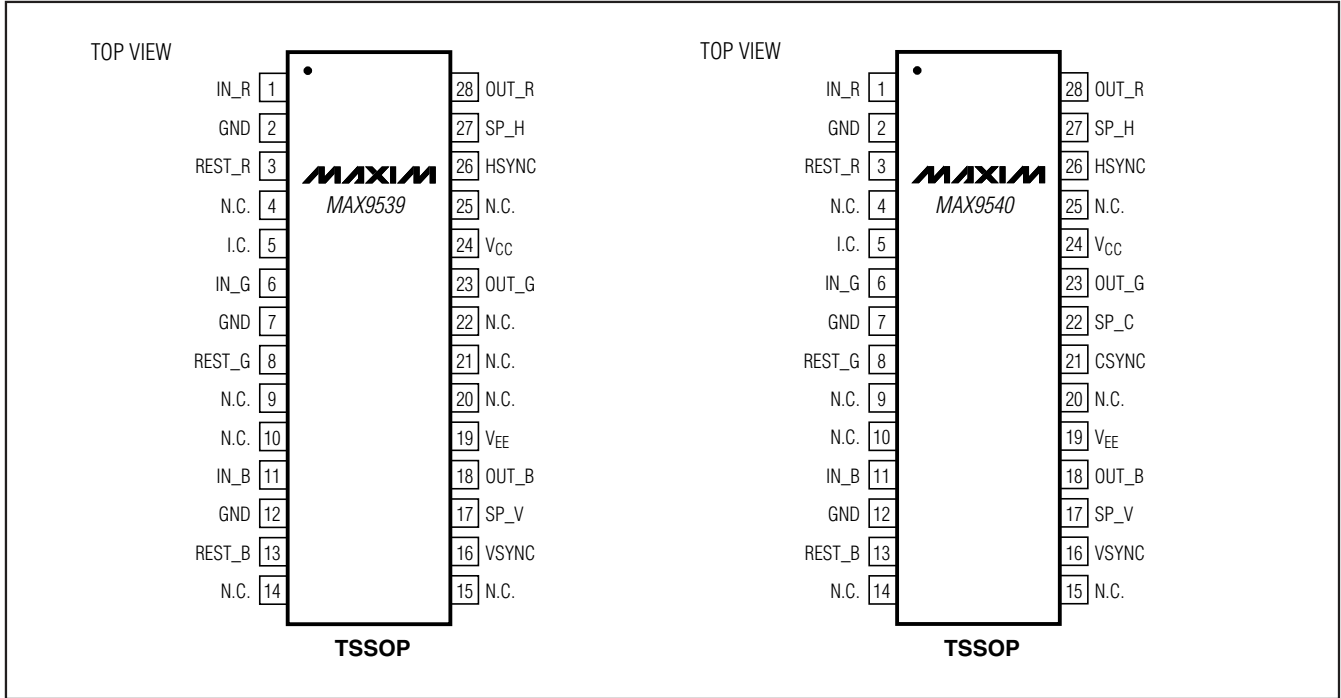 TOP VIEW
IN_R 1
GND 2
REST_R 3
N.C. 4
I.C. 5
IN_G 6
GND 7
REST_G 8
N.C. 9
N.C. 10
IN_B 11
GND 12
REST_B 13
N.C. 14
MAXIM
MAX9539
28 OUT_R
27 SP_H
26 HSYNC
25 N.C.
24 VCC
23 OUT_G
22 N.C.
21 N.C.
20 N.C.
19 VEE
18 OUT_B
17 SP_V
16 VSYNC
15 N.C.
TSSOP
TOP VIEW
IN_R 1
GND 2
REST_R 3
N.C. 4
I.C. 5
IN_G 6
GND 7
REST_G 8
N.C. 9
N.C. 10
IN_B 11
GND 12
REST_B 13
N.C. 14
MAXIM
MAX9540
28 OUT_R
27 SP_H
26 HSYNC
25 N.C.
24 VCC
23 OUT_G
22 SP_C
21 CSYNC
20 N.C.
19 VEE
18 OUT_B
17 SP_V
16 VSYNC
15 N.C.
TSSOP